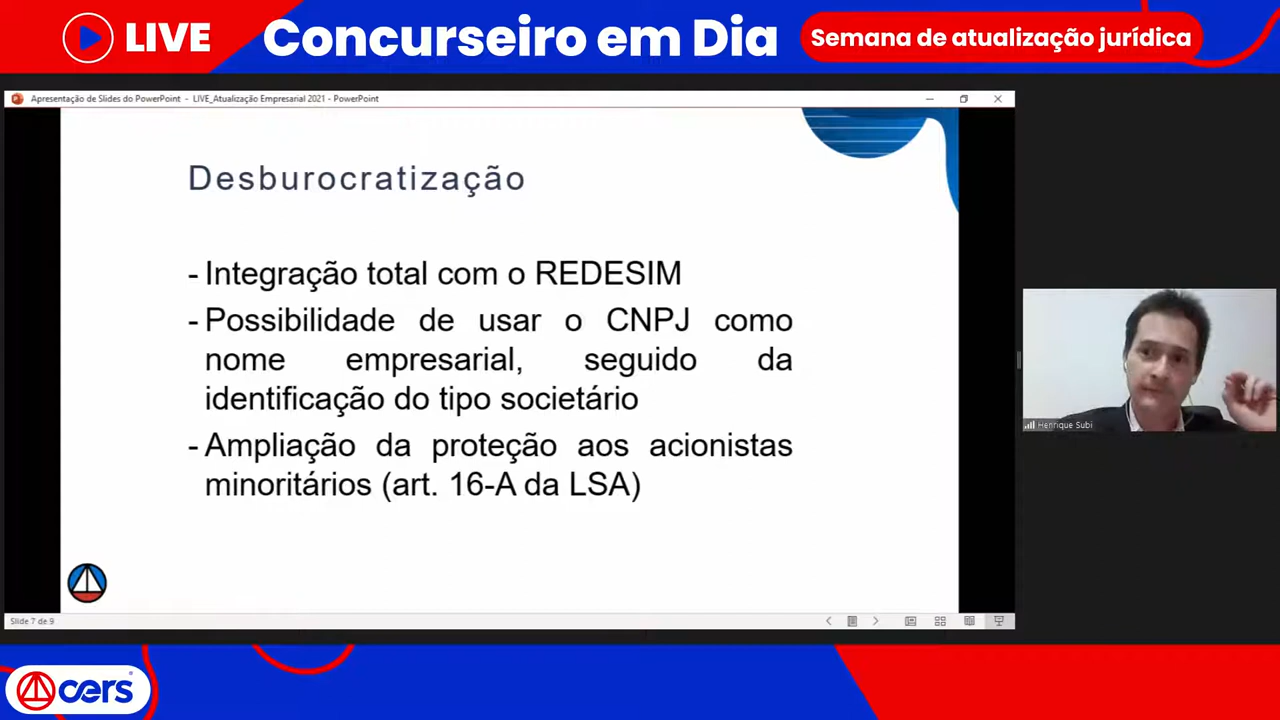 LIVE
Concurseiro em Dia
Semana de atualização jurídica
Apresentação de Slides do PowerPoint - LIVE_Atualização Empresarial 2021 - PowerPoint
Desburocratização
- Integração total com o REDESIM
- Possibilidade de usar o CNPJ como
nome empresarial, seguido da
identificação do tipo societário
- Ampliação da proteção aos acionistas
minoritários (art. 16-A da LSA)
Henrique Subi
Slide 7 de 9
cers